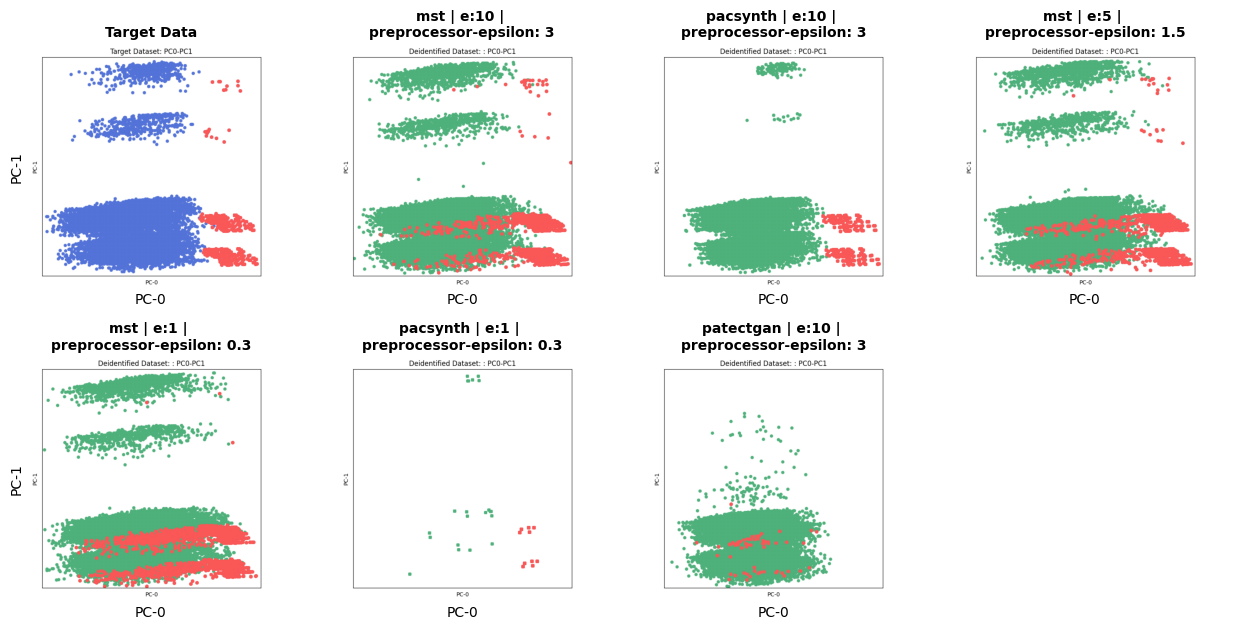 Target Data
Target Dataset: PC0-PC1
PC-1
PC-1
PC-0
PC-0
mst | e:10 |
preprocessor-epsilon: 3
Deidentified Dataset: : PC0-PC1
PC-1
PC-0
PC-0
pacsynth | e:10 |
preprocessor-epsilon: 3
Deidentified Dataset: : PC0-PC1
PC-1
PC-0
PC-0
mst | e:5 |
preprocessor-epsilon: 1.5
Deidentified Dataset: : PC0-PC1
PC-1
PC-0
PC-0
mst | e:1 |
preprocessor-epsilon: 0.3
Deidentified Dataset: : PC0-PC1
PC-1
PC-1
PC-0
PC-0
pacsynth | e:1 |
preprocessor-epsilon: 0.3
Deidentified Dataset: : PC0-PC1
PC-1
PC-0
PC-0
patectgan | e:10 |
preprocessor-epsilon: 3
Deidentified Dataset: : PC0-PC1
PC-1
PC-0
PC-0